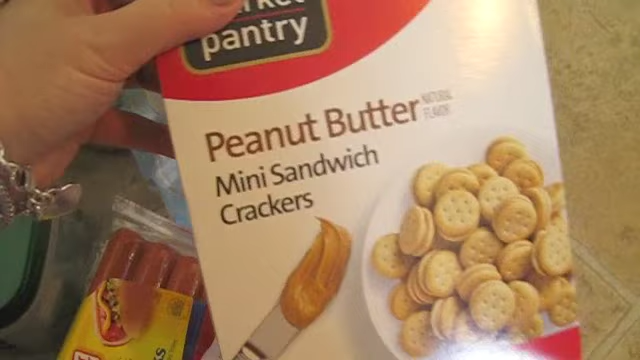 pantry
Peanut Butter NATURAL
FLAVOR
Mini Sandwich
Crackers